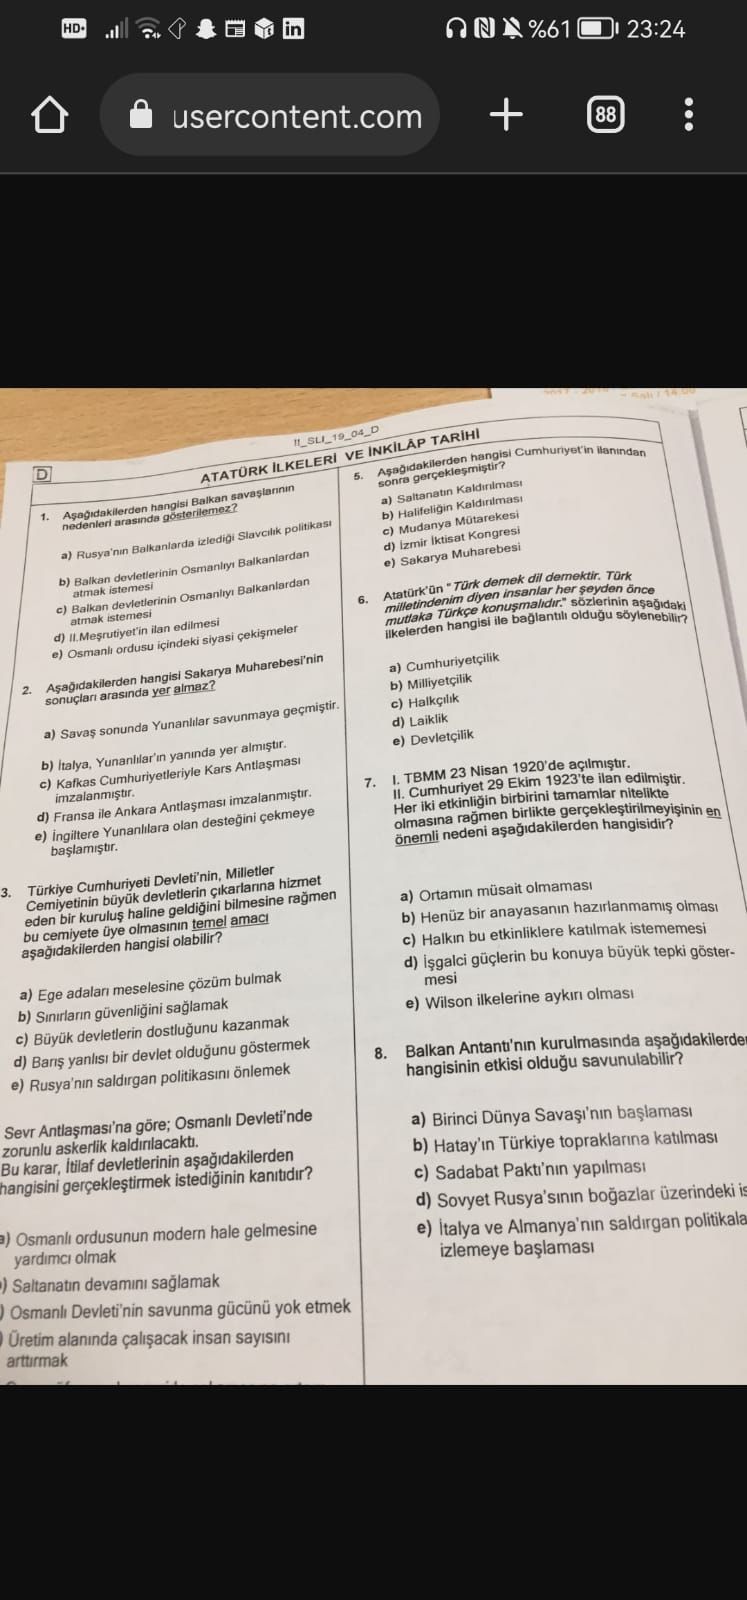 HD+
%61
23:24
usercontent.com
88
II_SLI_19_04_D
D
ATATÜRK İLKELERİ VE İNKİLÂP TARİHİ
1. Aşağıdakilerden hangisi Balkan savaşlarının
nedenleri arasında gösterilemez?
a) Rusya'nın Balkanlarda izlediği Slavcılık politikası
b) Balkan devletlerinin Osmanlıyı Balkanlardan
atmak istemesi
c) Balkan devletlerinin Osmanlıyı Balkanlardan
atmak istemesi
d) II.Meşrutiyet'in ilan edilmesi
e) Osmanlı ordusu içindeki siyasi çekişmeler
2. Aşağıdakilerden hangisi Sakarya Muharebesi'nin
sonuçları arasında yer almaz?
a) Savaş sonunda Yunanlılar savunmaya geçmiştir.
b) İtalya, Yunanlılar'ın yanında yer almıştır.
c) Kafkas Cumhuriyetleriyle Kars Antlaşması
imzalanmıştır.
d) Fransa ile Ankara Antlaşması imzalanmıştır.
e) İngiltere Yunanlılara olan desteğini çekmeye
başlamıştır.
3. Türkiye Cumhuriyeti Devleti'nin, Milletler
Cemiyetinin büyük devletlerin çıkarlarına hizmet
eden bir kuruluş haline geldiğini bilmesine rağmen
bu cemiyete üye olmasının temel amacı
aşağıdakilerden hangisi olabilir?
a) Ege adaları meselesine çözüm bulmak
b) Sınırların güvenliğini sağlamak
c) Büyük devletlerin dostluğunu kazanmak
d) Barış yanlısı bir devlet olduğunu göstermek
e) Rusya'nın saldırgan politikasını önlemek
Sevr Antlaşması'na göre; Osmanlı Devleti'nde
zorunlu askerlik kaldırılacaktı.
Bu karar, İtilaf devletlerinin aşağıdakilerden
hangisini gerçekleştirmek istediğinin kanıtıdır?
a) Osmanlı ordusunun modern hale gelmesine
yardımcı olmak
) Saltanatın devamını sağlamak
) Osmanlı Devleti'nin savunma gücünü yok etmek
) Üretim alanında çalışacak insan sayısını
arttırmak
5. Aşağıdakilerden hangisi Cumhuriyet'in ilanından
sonra gerçekleşmiştir?
a) Saltanatın Kaldırılması
b) Halifeliğin Kaldırılması
c) Mudanya Mütarekesi
d) İzmir İktisat Kongresi
e) Sakarya Muharebesi
6. Atatürk'ün "Türk demek dil demektir. Türk
milletindenim diyen insanlar her şeyden önce
mutlaka Türkçe konuşmalıdır." sözlerinin aşağıdaki
ilkelerden hangisi ile bağlantılı olduğu söylenebilir?
a) Cumhuriyetçilik
b) Milliyetçilik
c) Halkçılık
d) Laiklik
e) Devletçilik
7. I. TBMM 23 Nisan 1920'de açılmıştır.
II. Cumhuriyet 29 Ekim 1923'te ilan edilmiştir.
Her iki etkinliğin birbirini tamamlar nitelikte
olmasına rağmen birlikte gerçekleştirilmeyişinin en
önemli nedeni aşağıdakilerden hangisidir?
a) Ortamın müsait olmaması
b) Henüz bir anayasanın hazırlanmamış olması
c) Halkın bu etkinliklere katılmak istememesi
d) İşgalci güçlerin bu konuya büyük tepki göster-
mesi
e) Wilson ilkelerine aykırı olması
8. Balkan Antantı'nın kurulmasında aşağıdakilerde
hangisinin etkisi olduğu savunulabilir?
a) Birinci Dünya Savaşı'nın başlaması
b) Hatay'ın Türkiye topraklarına katılması
c) Sadabat Paktı'nın yapılması
d) Sovyet Rusya'sının boğazlar üzerindeki is
e) İtalya ve Almanya'nın saldırgan politikala
izlemeye başlaması